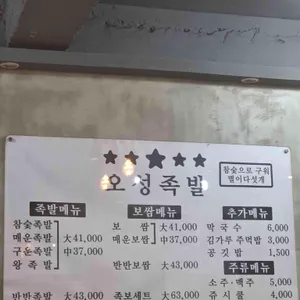 참숯으로 구워
별이다섯개
오성족발
족발메뉴
참숯족발
매운족발 大41,000
구운족발 中37,000
왕족발
반반족발 大43,000
보쌈메뉴
보쌈 大41,000
매운보쌈 中37,000
반반보쌈 大43,000
족보세트 大63,000
추가메뉴
막국수 6,000
김가루 주먹밥 3,000
공깃밥 1,500
주류메뉴
소주·맥주 5,000
쥬시쿨 4,000